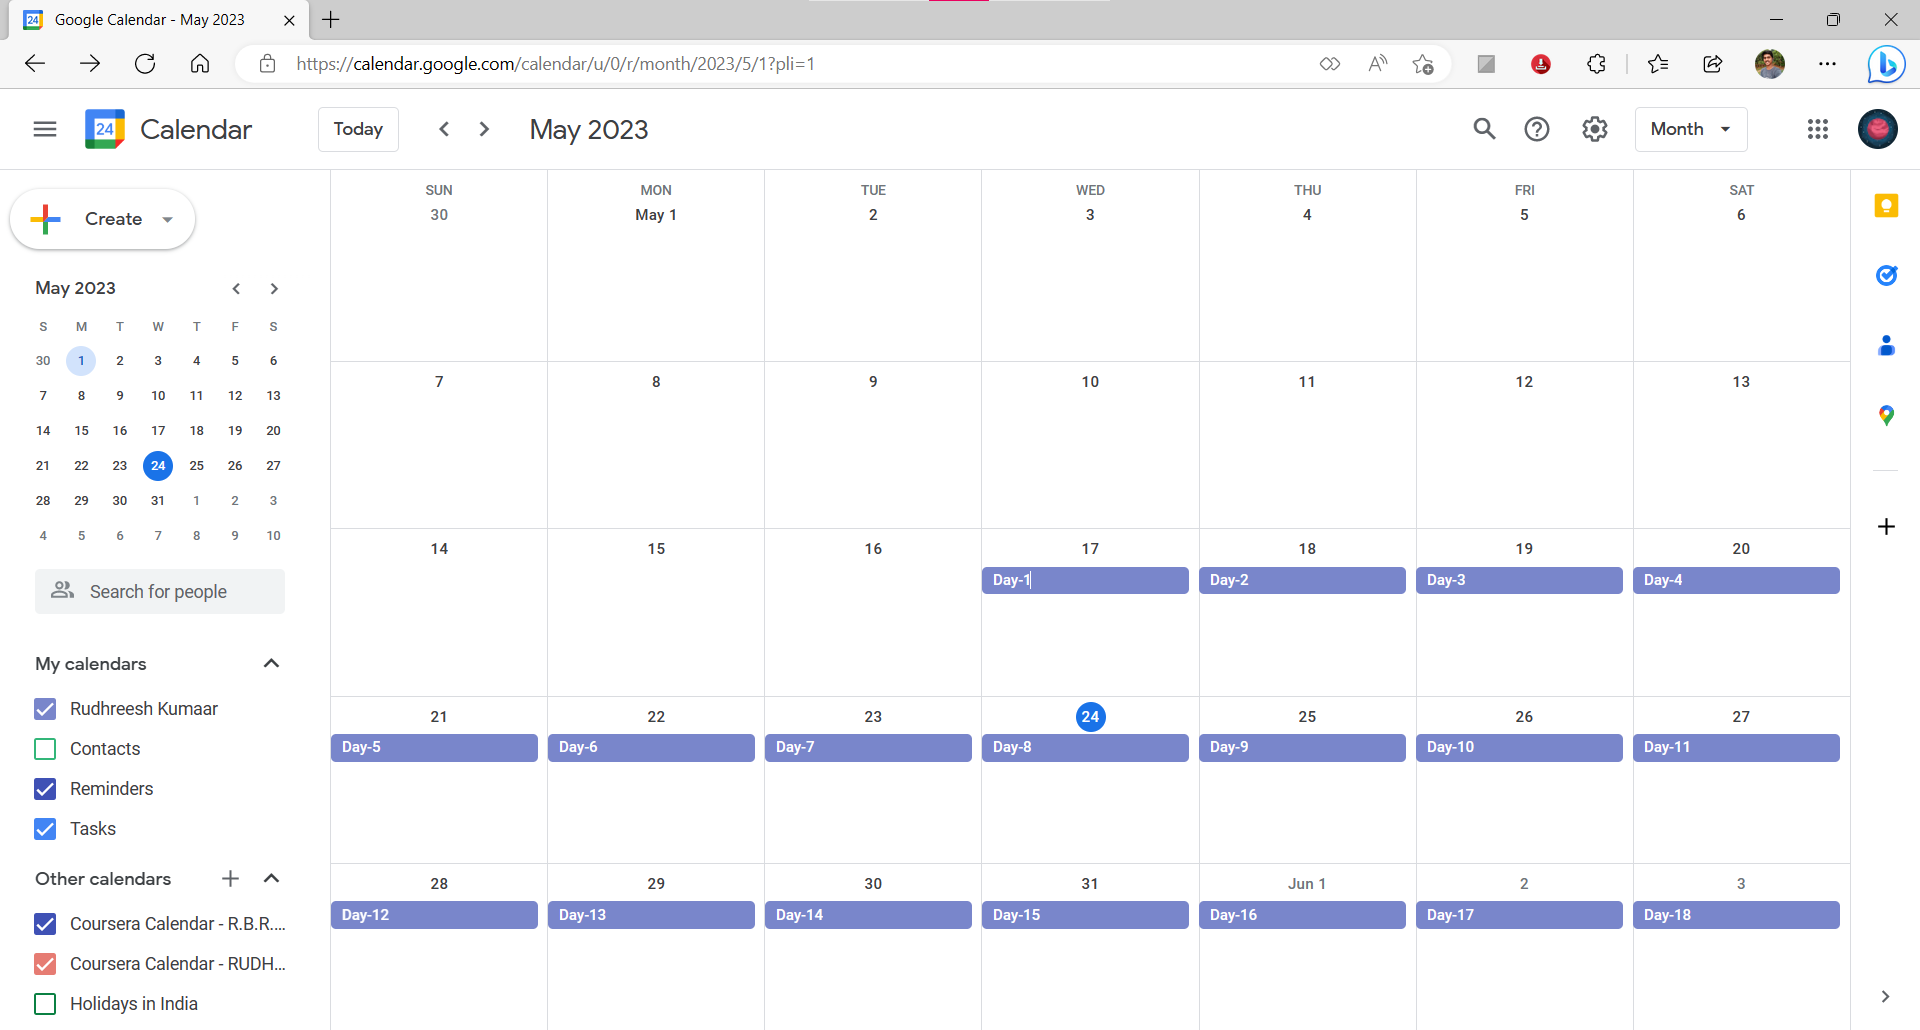 Google Calendar - May 2023
https://calendar.google.com/calendar/u/0/r/month/2023/5/1?pli=1
24 Calendar Today May 2023 Month
Create
May 2023
S M T W T F S
30 1 2 3 4 5 6
7 8 9 10 11 12 13
14 15 16 17 18 19 20
21 22 23 24 25 26 27
28 29 30 31 1 2 3
4 5 6 7 8 9 10
Search for people
My calendars
Rudhreesh Kumaar
Contacts
Reminders
Tasks
Other calendars
Coursera Calendar - R.B.R....
Coursera Calendar - RUDH...
Holidays in India
SUN MON TUE WED THU FRI SAT
30 May 1 2 3 4 5 6
7 8 9 10 11 12 13
14 15 16 17 18 19 20
Day-1 Day-2 Day-3 Day-4
21 22 23 24 25 26 27
Day-5 Day-6 Day-7 Day-8 Day-9 Day-10 Day-11
28 29 30 31 Jun 1 2 3
Day-12 Day-13 Day-14 Day-15 Day-16 Day-17 Day-18